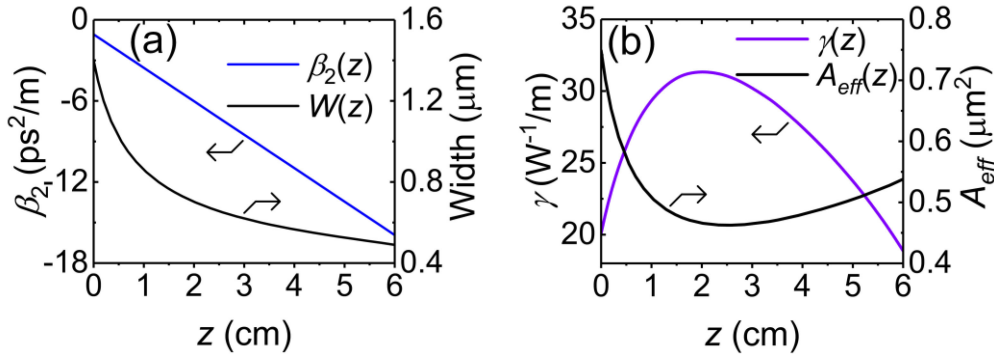 (a)
β₂(z)
W(z)
0
-6
-12
-18
β₂ (ps²/m)
1.6
1.2
0.8
0.4
Width (μm)
0 1 2 3 4 5 6
z (cm)
(b)
γ(z)
A_eff(z)
35
30
25
20
γ (W⁻¹/m)
0.8
0.7
0.6
0.5
0.4
A_eff (μm²)
0 1 2 3 4 5 6
z (cm)